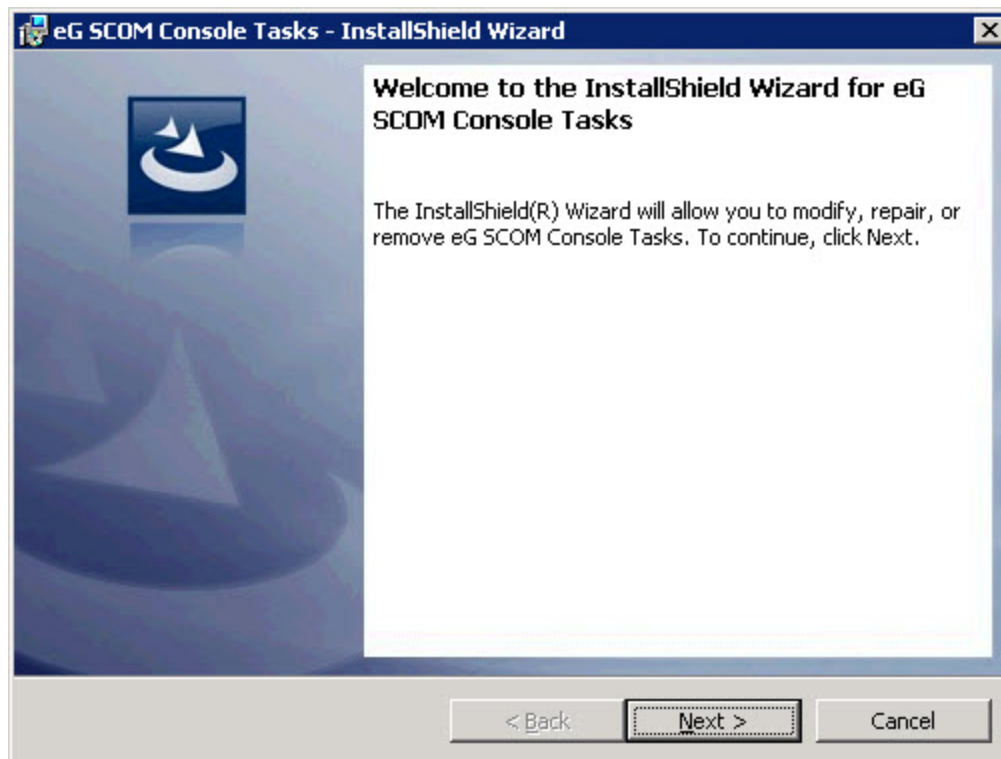 eG SCOM Console Tasks - InstallShield Wizard
Welcome to the InstallShield Wizard for eG
SCOM Console Tasks
The InstallShield(R) Wizard will allow you to modify, repair, or
remove eG SCOM Console Tasks. To continue, click Next.
< Back
Next >
Cancel